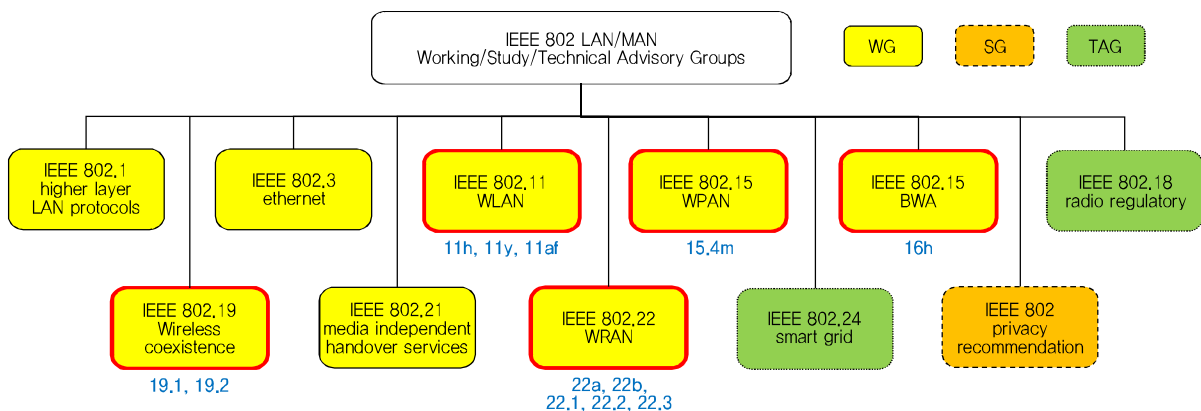 IEEE 802 LAN/MAN
Working/Study/Technical Advisory Groups
WG
SG
TAG
IEEE 802.1
higher layer
LAN protocols
IEEE 802.3
ethernet
IEEE 802.11
WLAN
11h, 11y, 11af
IEEE 802.15
WPAN
15.4m
IEEE 802.15
BWA
16h
IEEE 802.18
radio regulatory
IEEE 802.19
Wireless
coexistence
19.1, 19.2
IEEE 802.21
media independent
handover services
IEEE 802.22
WRAN
22a, 22b,
22.1, 22.2, 22.3
IEEE 802.24
smart grid
IEEE 802
privacy
recommendation